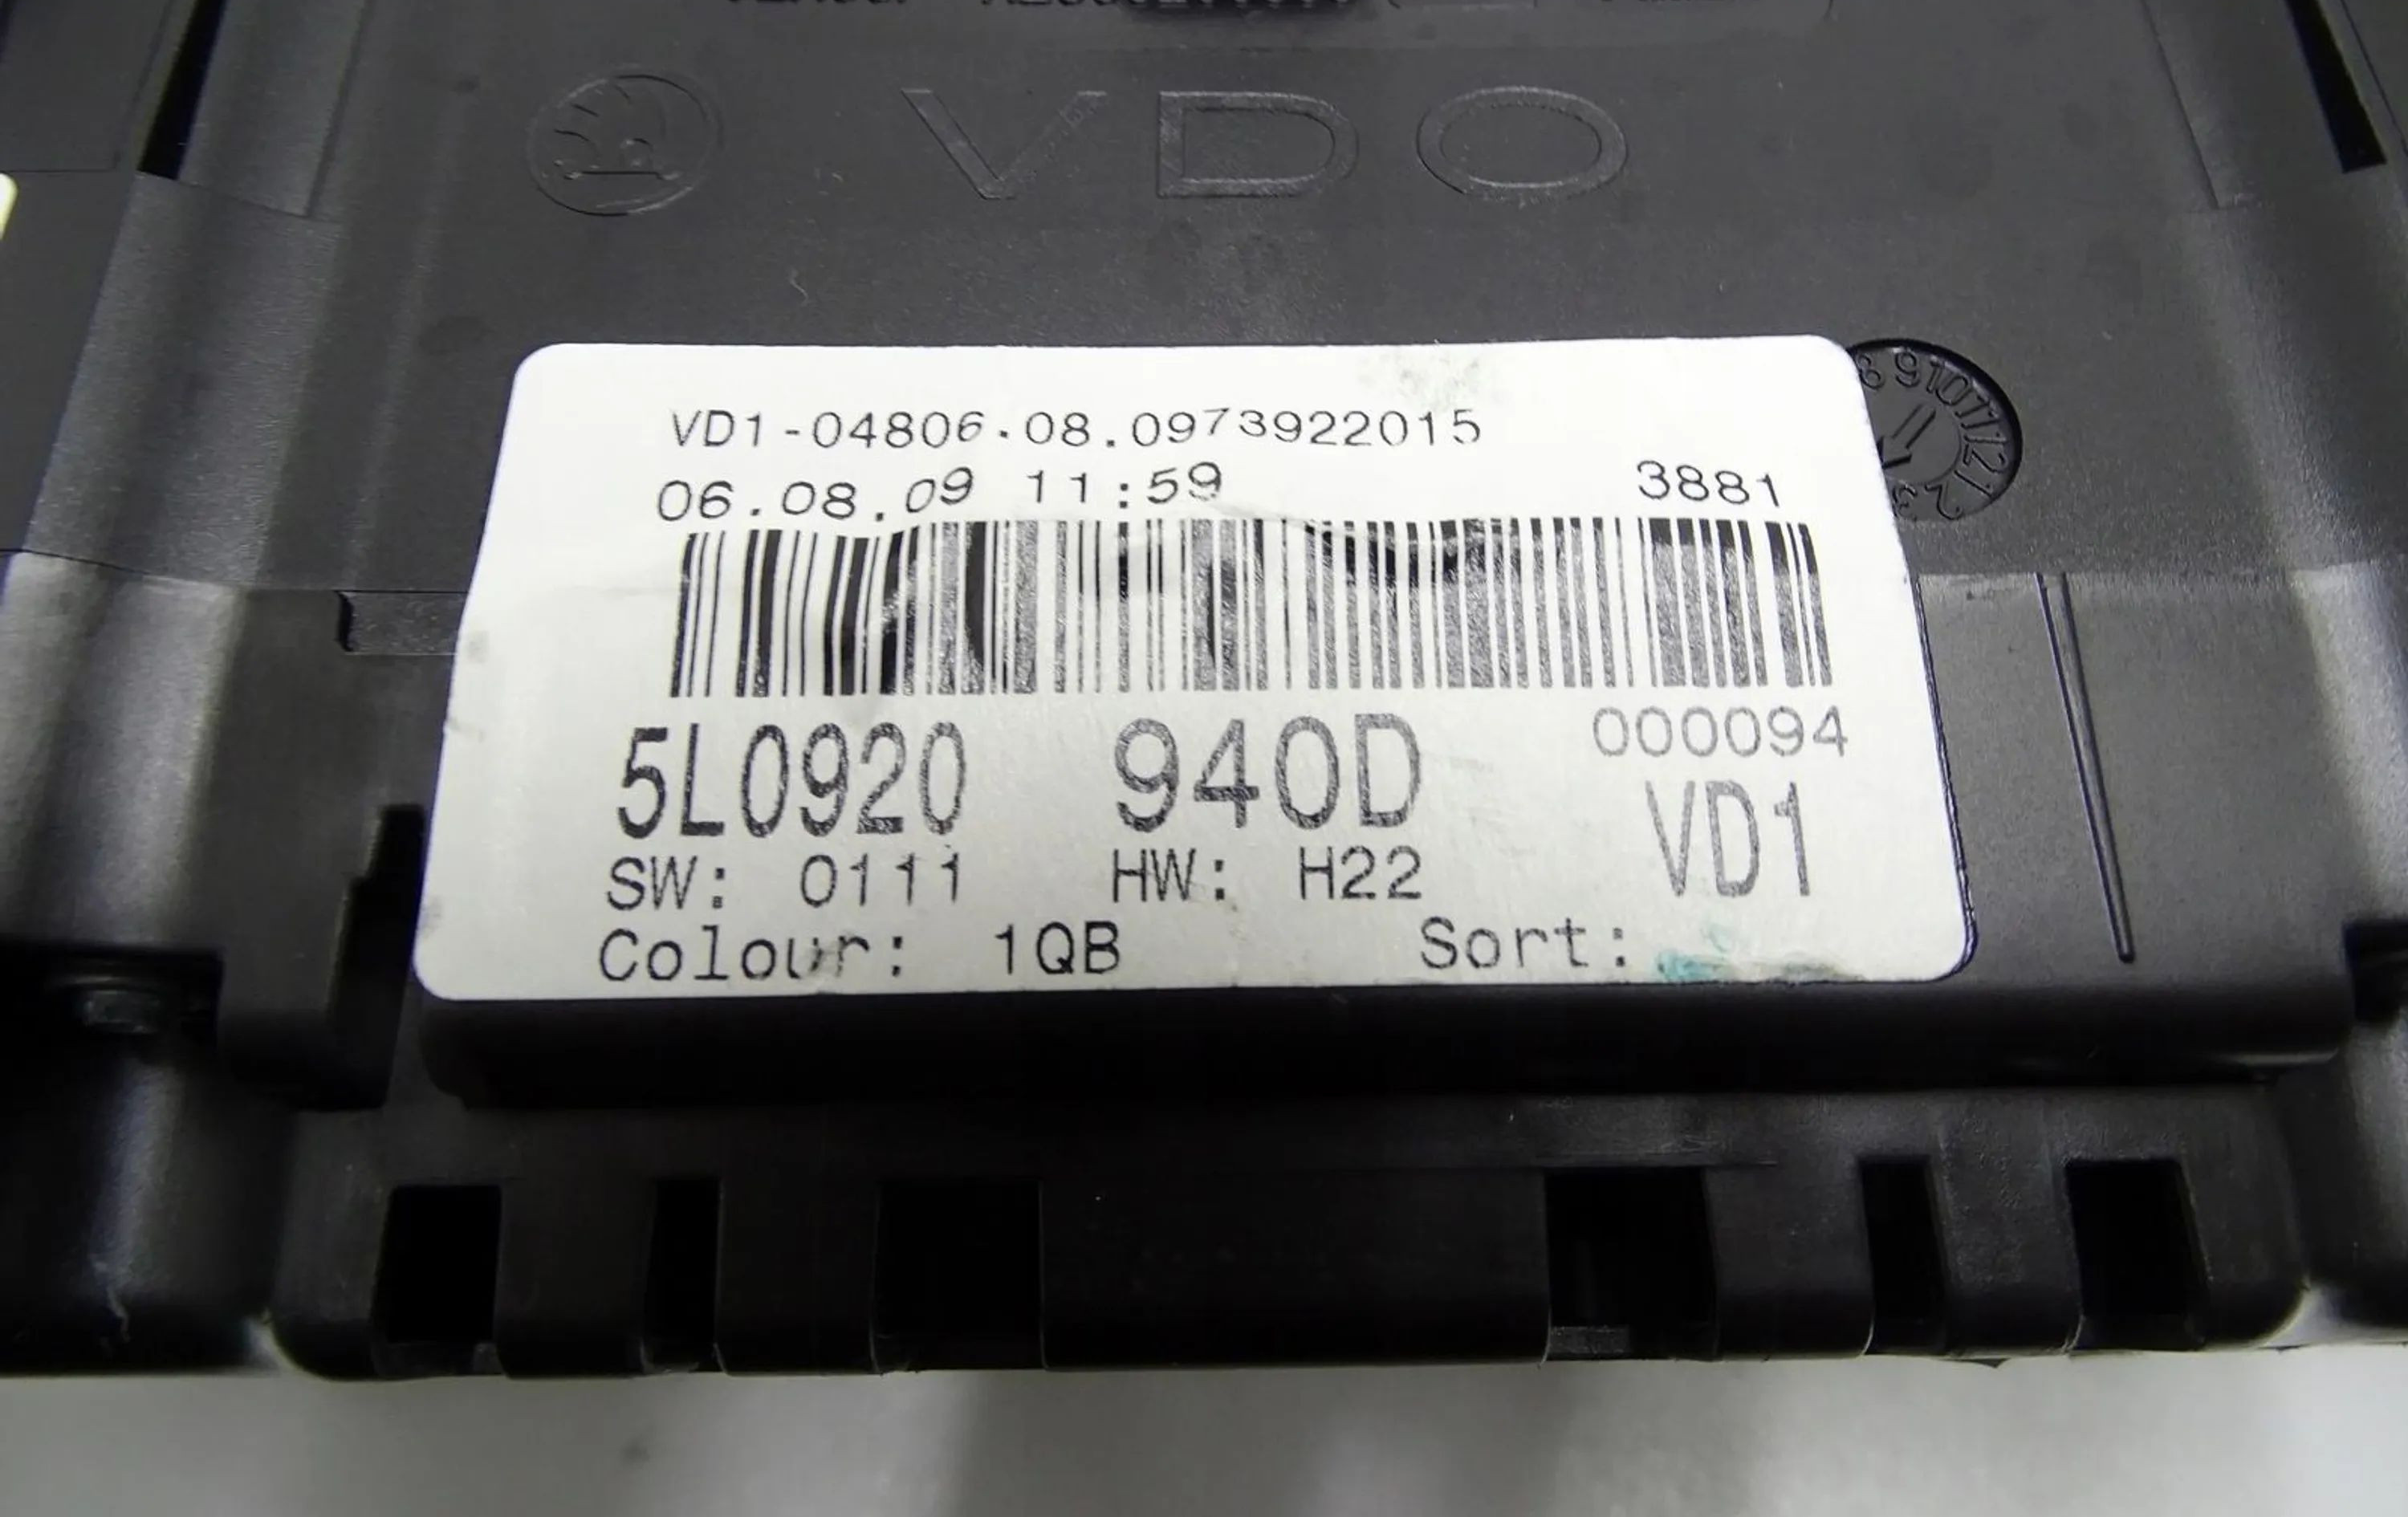 VDO
VD1-04806.08.0973922015
06.08.09 11:59 3881
5L0920 940D 000094
VD1
SW: 0111 HW: H22
Colour: 1QB Sort: